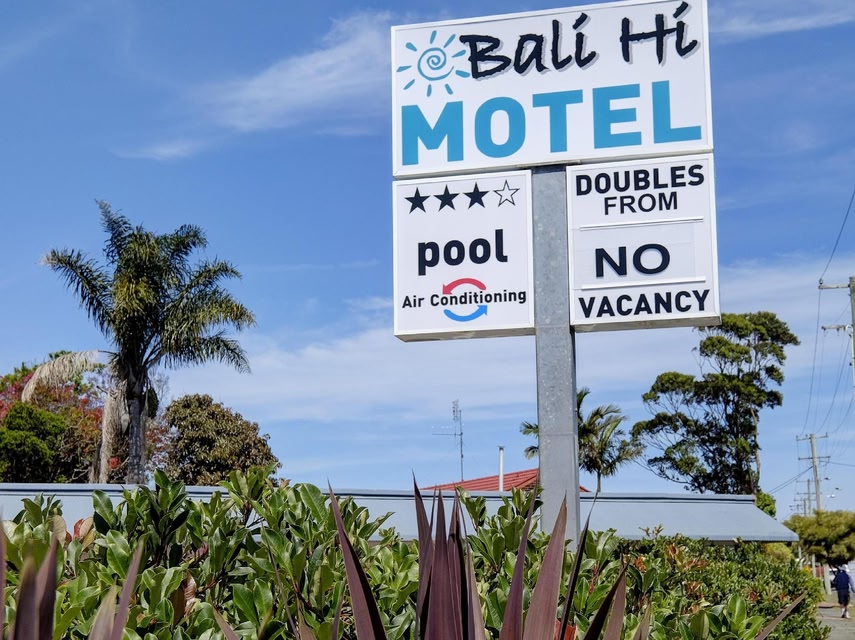 Bali Hi
MOTEL
pool
Air Conditioning
DOUBLES
FROM
NO
VACANCY